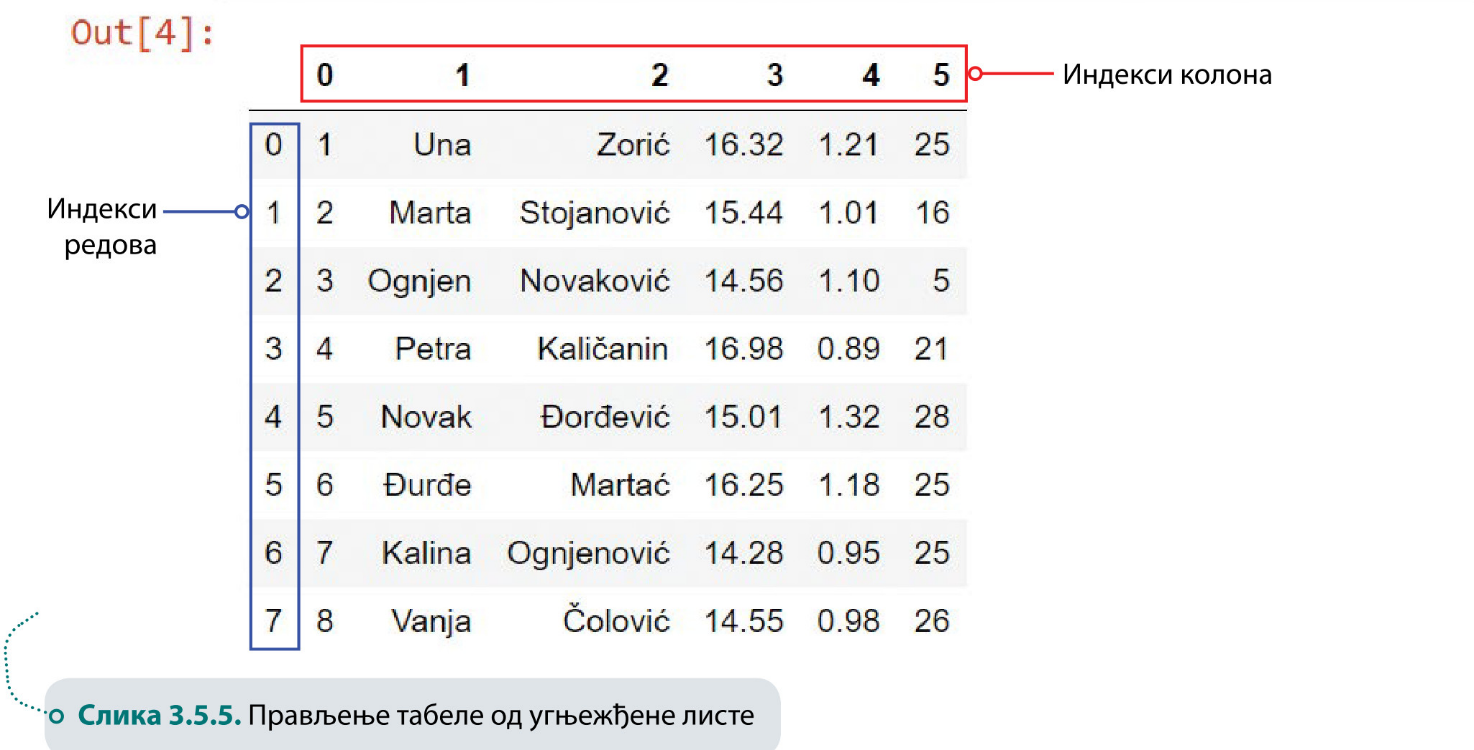 Out[4]:
0 1 2 3 4 5
Индекси колона
0 1 Una Zorić 16.32 1.21 25
1 2 Marta Stojanović 15.44 1.01 16
Индекси
редова
2 3 Ognjen Novaković 14.56 1.10 5
3 4 Petra Kaličanin 16.98 0.89 21
4 5 Novak Đorđević 15.01 1.32 28
5 6 Đurđe Martać 16.25 1.18 25
6 7 Kalina Ognjenović 14.28 0.95 25
7 8 Vanja Čolović 14.55 0.98 26
Слика 3.5.5. Прављење табеле од угњежђене листе